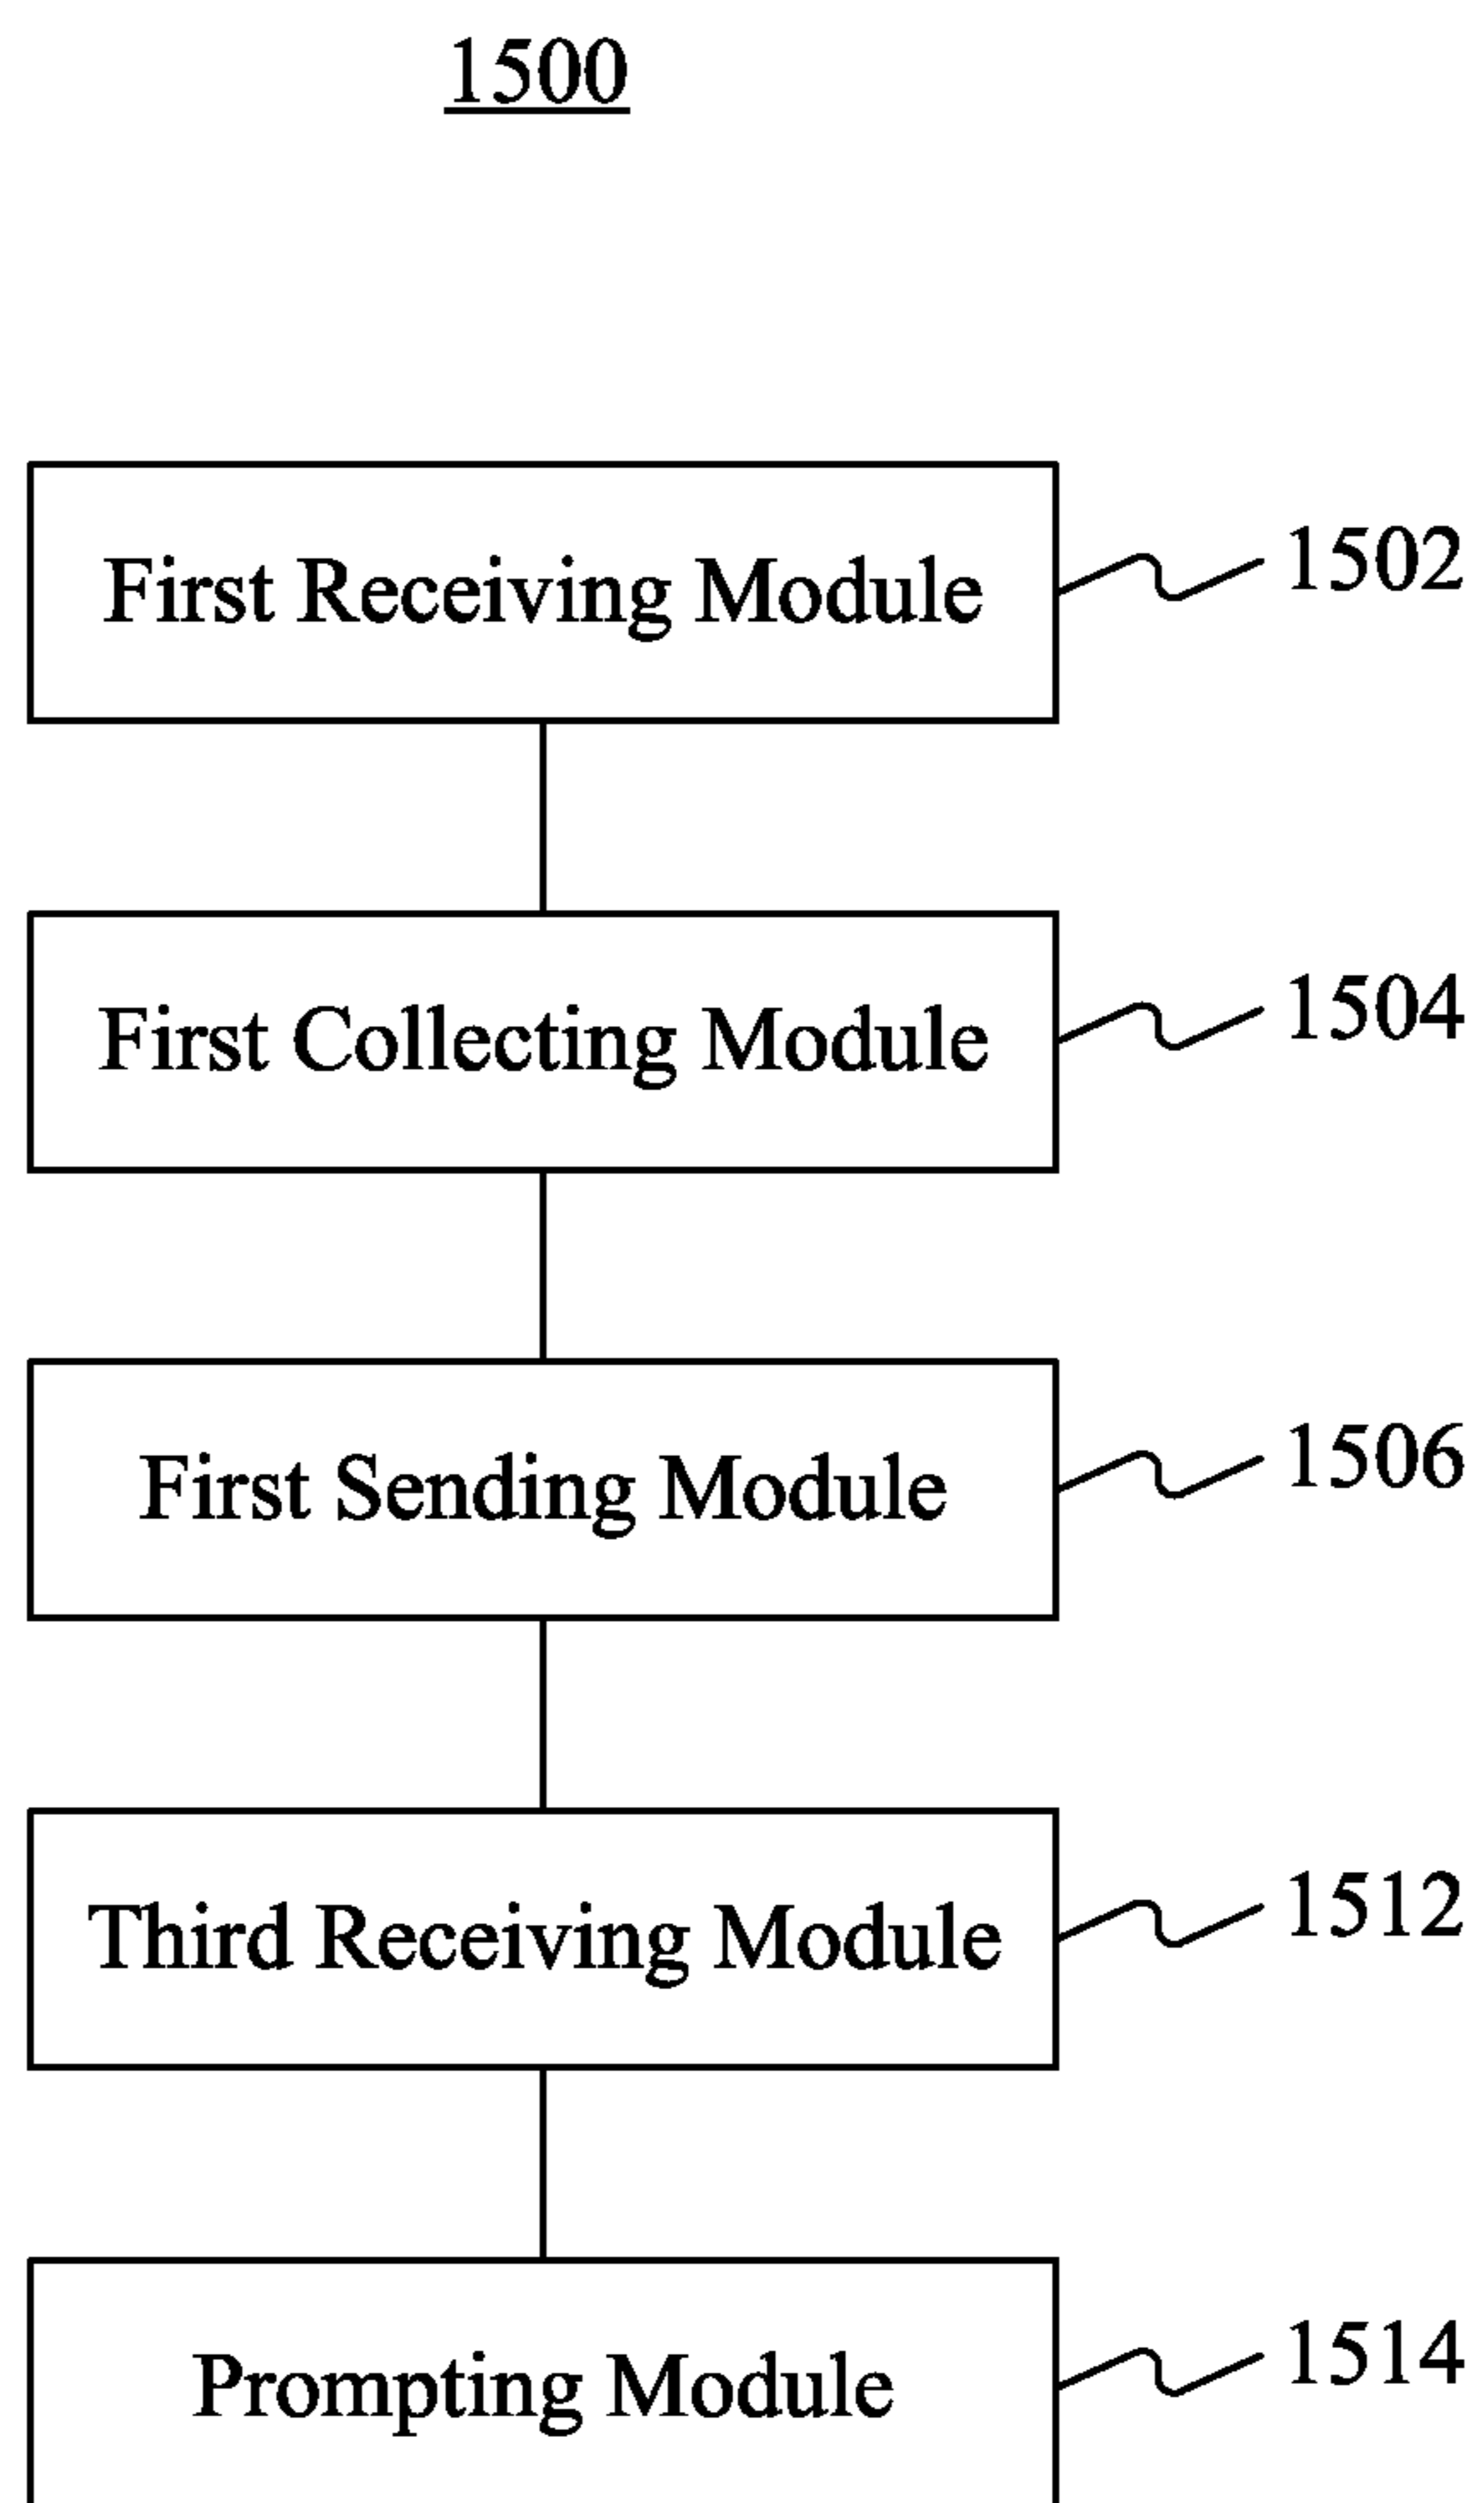 1500
First Receiving Module
1502
First Collecting Module
1504
First Sending Module
1506
Third Receiving Module
1512
Prompting Module
1514